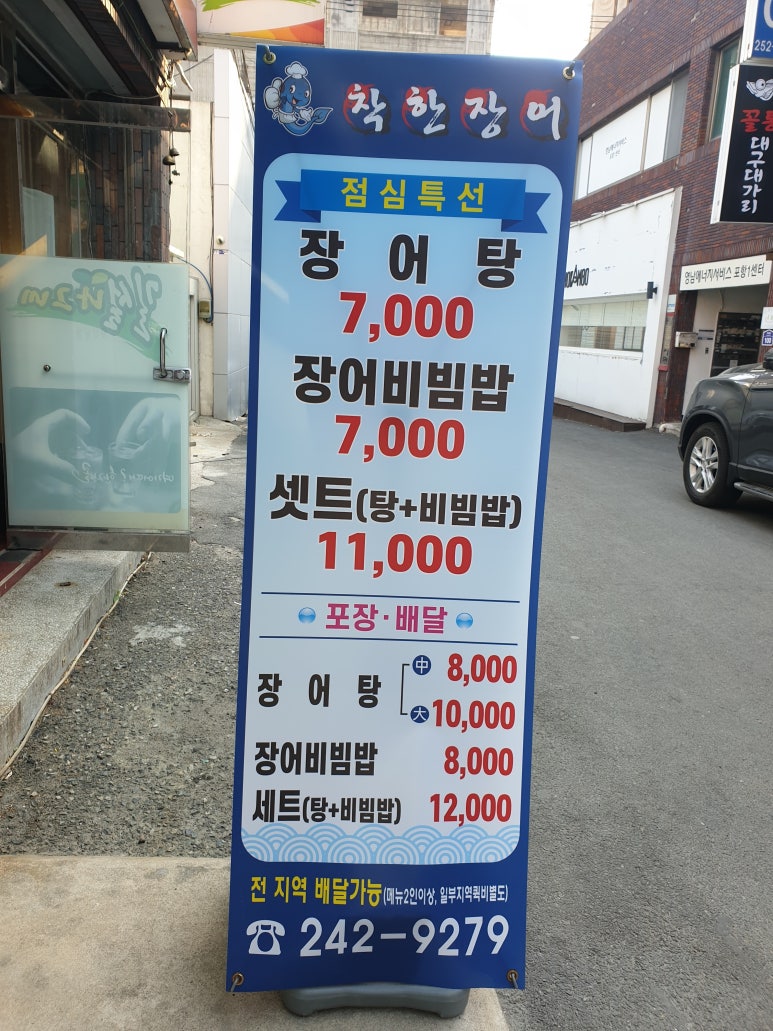 착한장어
점심특선
장 어 탕
7,000
장어비빔밥
7,000
셋트(탕+비빔밥)
11,000
포장·배달
장 어 탕
中 8,000
大 10,000
장어비빔밥 8,000
세트(탕+비빔밥) 12,000
전 지역 배달가능(메뉴2인이상, 일부지역퀵비별도)
☎ 242-9279
252-
대구대가리
영남에너지서비스 포항1센터